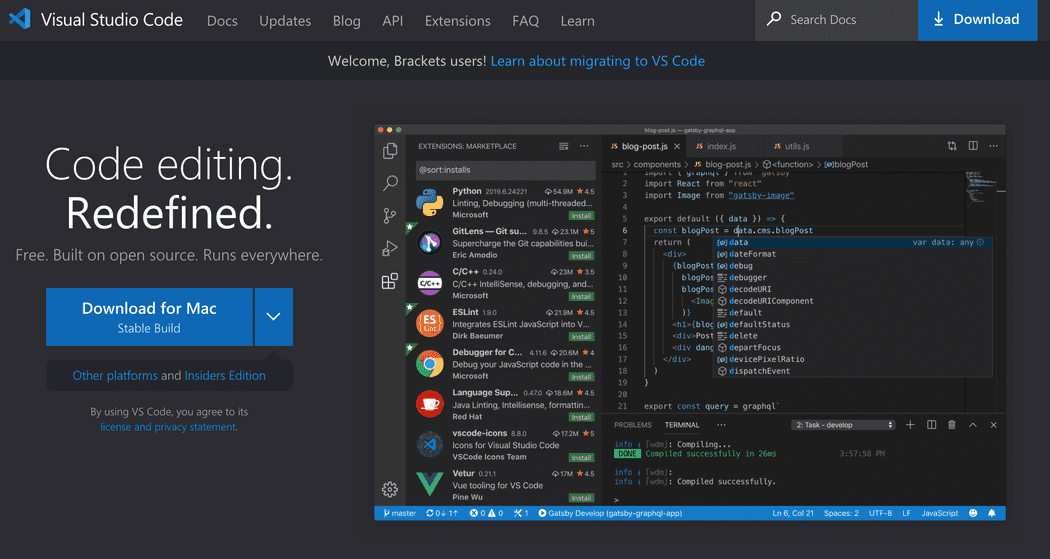 Visual Studio Code Docs Updates Blog API Extensions FAQ Learn Search Docs Download
Welcome, Brackets users! Learn about migrating to VS Code
Code editing.
Redefined.
Free. Built on open source. Runs everywhere.
Download for Mac
Stable Build
Other platforms and Insiders Edition
By using VS Code, you agree to its
license and privacy statement.
blog-post.js — gatsby-graphql-app
EXTENSIONS: MARKETPLACE
@sort:installs
Python 2019.6.24221 54.9M 4.5
Linting, Debugging (multi-threaded...
Microsoft Install
GitLens — Git su... 9.8.5 23.1M 5
Supercharge the Git capabilities bui...
Eric Amodio Install
C/C++ 0.24.0 23M 3.5
C/C++
C/C++ IntelliSense, debugging, and...
Microsoft Install
ESLint 1.9.0 21.9M 4.5
ES
Lint
Integrates ESLint JavaScript into V...
Dirk Baeumer Install
Debugger for C... 4.11.6 20.6M 4
Debug your JavaScript code in the ...
Microsoft Install
Language Sup... 0.47.0 18.6M 4.5
Java Linting, Intellisense, formattin...
Red Hat Install
vscode-icons 8.8.0 17.2M 5
Icons for Visual Studio Code
VSCode Icons Team Install
Vetur 0.21.1 17M 4.5
Vue tooling for VS Code
Pine Wu Install
JS blog-post.js JS index.js JS utils.js
src › components › JS blog-post.js › <function> › blogPost
1 import { graphql } from "gatsby"
2 import React from "react"
3 import Image from "gatsby-image"
4
5 export default ({ data }) => {
6 const blogPost = data.cms.blogPost
7 return (
8 <div>
9 {blogPost
10 blogPo
11 blogPo
12 <Imag
13 )}
14 <h1>{blog
15 <div>Post
16 <div dang
17 </div>
18 )
19 }
20
21 export const query = graphql`
data var data: any
dateFormat
debug
debugger
decodeURI
decodeURIComponent
default
defaultStatus
delete
departFocus
devicePixelRatio
dispatchEvent
PROBLEMS TERMINAL ... 2: Task - develop
info [wdm]: Compiling...
DONE Compiled successfully in 26ms 3:57:58 PM
info [wdm]:
info [wdm]: Compiled successfully.
>
master 0↓ 1↑ 0 0 1 Gatsby Develop (gatsby-graphql-app) Ln 6, Col 21 Spaces: 2 UTF-8 LF JavaScript